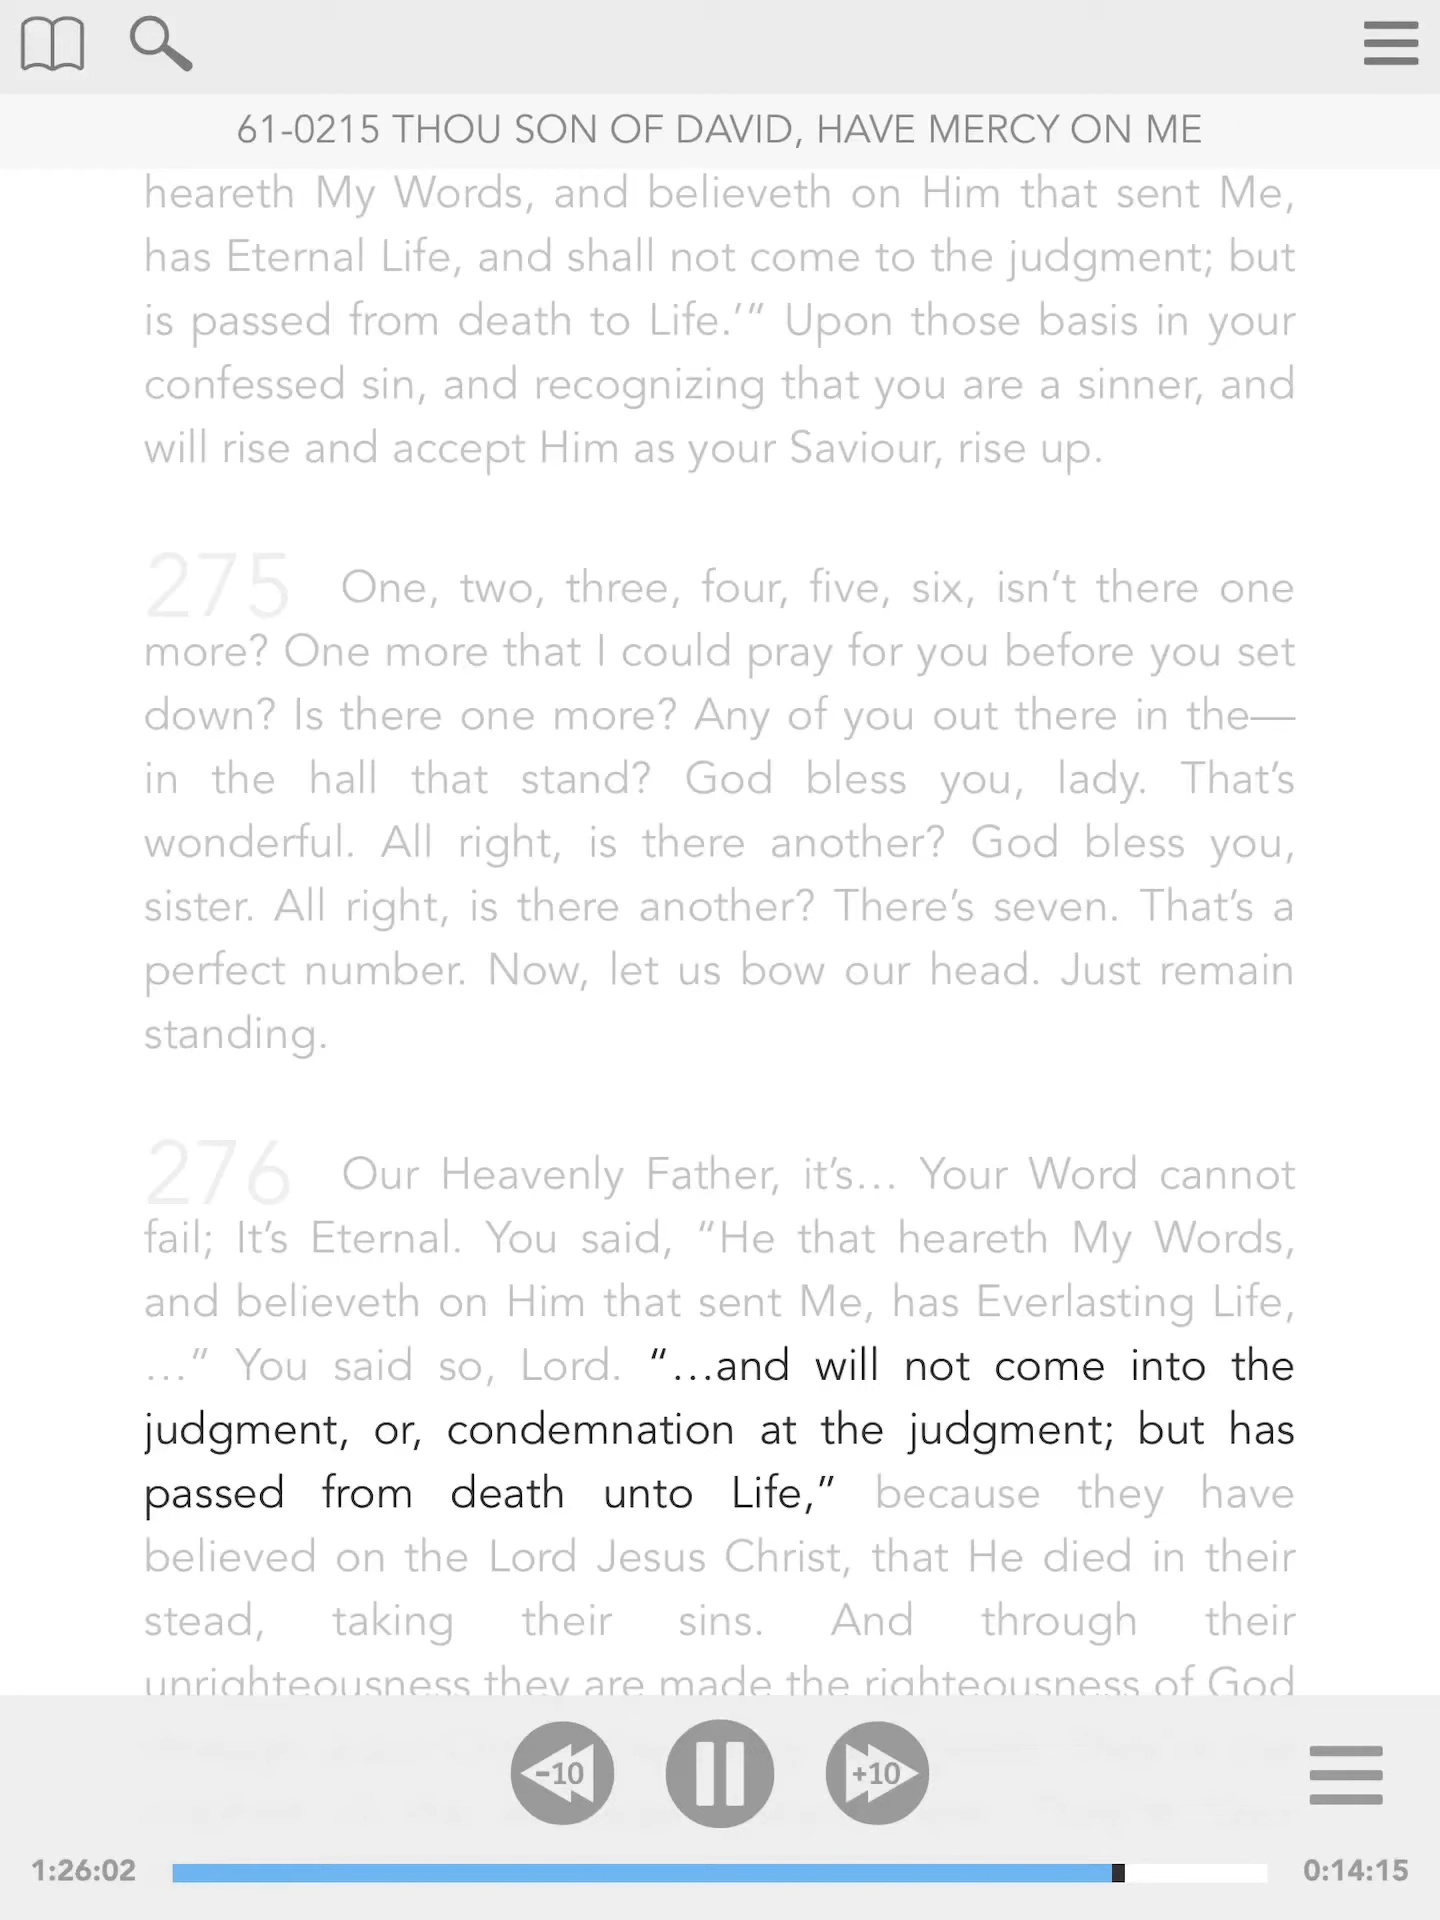 61-0215 THOU SON OF DAVID, HAVE MERCY ON ME
heareth My Words, and believeth on Him that sent Me,
has Eternal Life, and shall not come to the judgment; but
is passed from death to Life.’” Upon those basis in your
confessed sin, and recognizing that you are a sinner, and
will rise and accept Him as your Saviour, rise up.
275 One, two, three, four, five, six, isn’t there one
more? One more that I could pray for you before you set
down? Is there one more? Any of you out there in the—
in the hall that stand? God bless you, lady. That’s
wonderful. All right, is there another? God bless you,
sister. All right, is there another? There’s seven. That’s a
perfect number. Now, let us bow our head. Just remain
standing.
276 Our Heavenly Father, it’s… Your Word cannot
fail; It’s Eternal. You said, “He that heareth My Words,
and believeth on Him that sent Me, has Everlasting Life,
…” You said so, Lord. “…and will not come into the
judgment, or, condemnation at the judgment; but has
passed from death unto Life,” because they have
believed on the Lord Jesus Christ, that He died in their
stead, taking their sins. And through their
unrighteousness they are made the righteousness of God
-10 +10
1:26:02 0:14:15